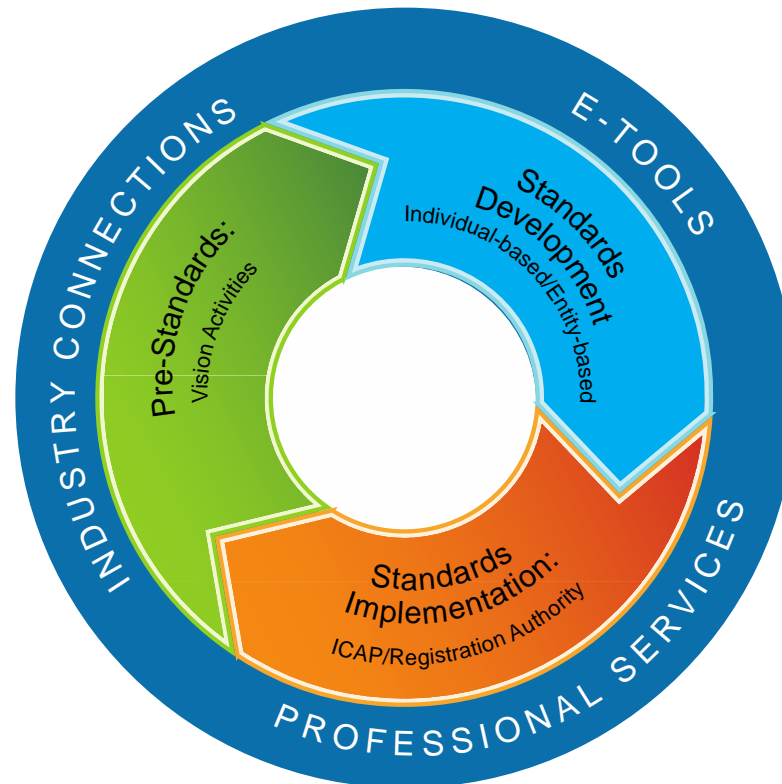 INDUSTRY CONNECTIONS
E-TOOLS
PROFESSIONAL SERVICES
Pre-Standards:
Vision Activities
Standards
Development
Individual-based/Entity-based
Standards
Implementation:
ICAP/Registration Authority